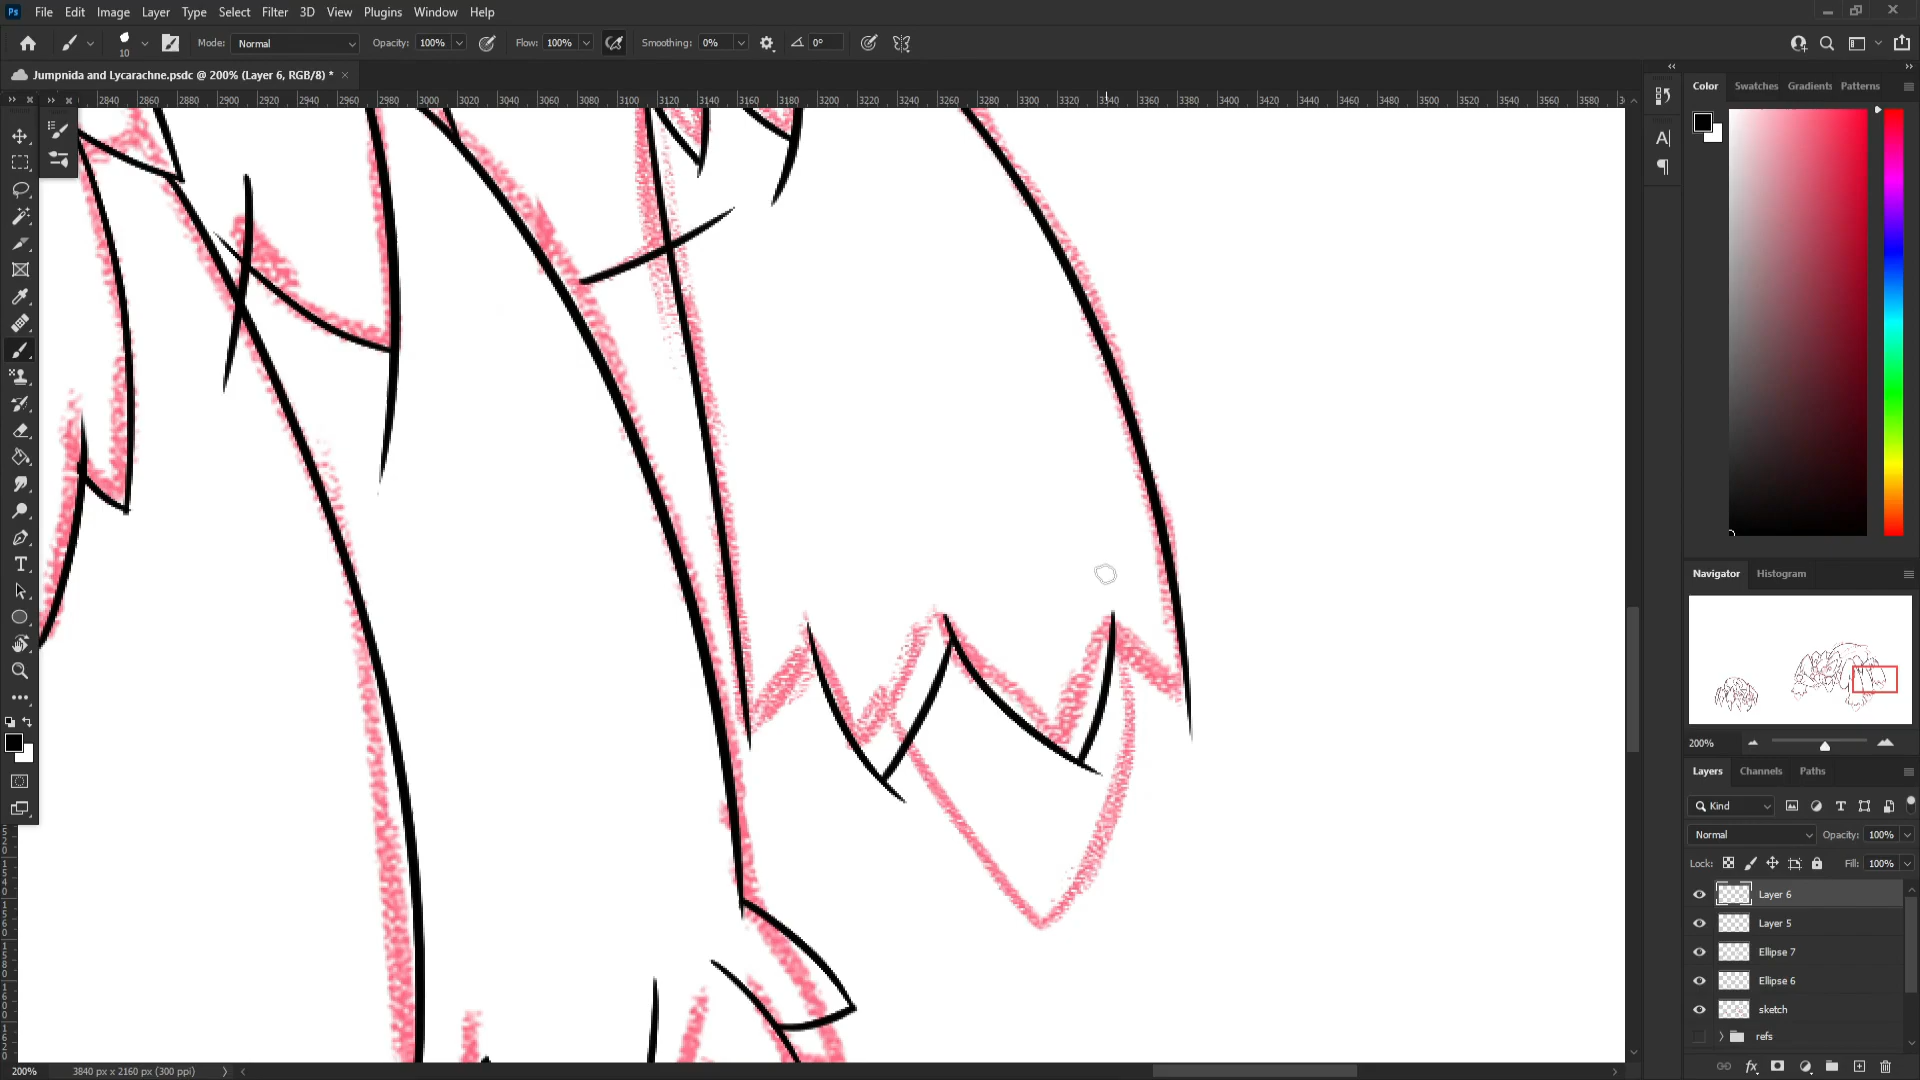 Ps File Edit Image Layer Type Select Filter 3D View Plugins Window Help
10 Mode: Normal Opacity: 100% Flow: 100% Smoothing: 0% 0°
Jumpnida and Lycarachne.psdc @ 200% (Layer 6, RGB/8) * ×
2840 2860 2880 2900 2920 2940 2960 2980 3000 3020 3040 3060 3080 3100 3120 3140 3160 3180 3200 3220 3240 3260 3280 3300 3320 3340 3360 3380 3400 3420 3440 3460 3480 3500 3520 3540 3560 3580
Color Swatches Gradients Patterns
Navigator Histogram
200%
Layers Channels Paths
Kind
Normal Opacity: 100%
Lock: Fill: 100%
Layer 6
Layer 5
Ellipse 7
Ellipse 6
sketch
refs
200% 3840 px x 2160 px (300 ppi)